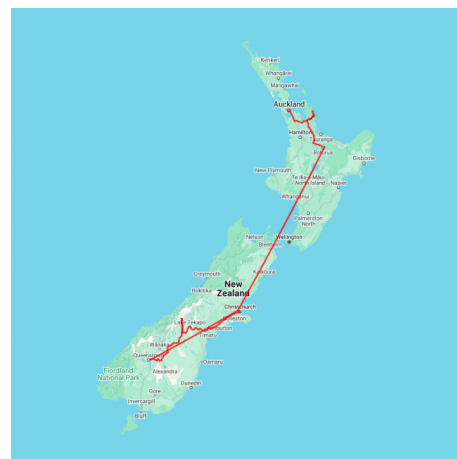 Kerikeri
Whangārei
Mangawhai
Auckland
Hamilton
Tauranga
Rotorua
Gisborne
New Plymouth
Te Ika-a-Māui
North Island
Napier
Whanganui
Palmerston
North
Nelson
Wellington
Blenheim
Kaikōura
Greymouth
Hokitika
New
Zealand
Christchurch
Rolleston
Lake Tekapo
Ashburton
Timaru
Wānaka
Queenstown
Oamaru
Fiordland
National Park
Alexandra
Gore
Dunedin
Invercargill
Bluff